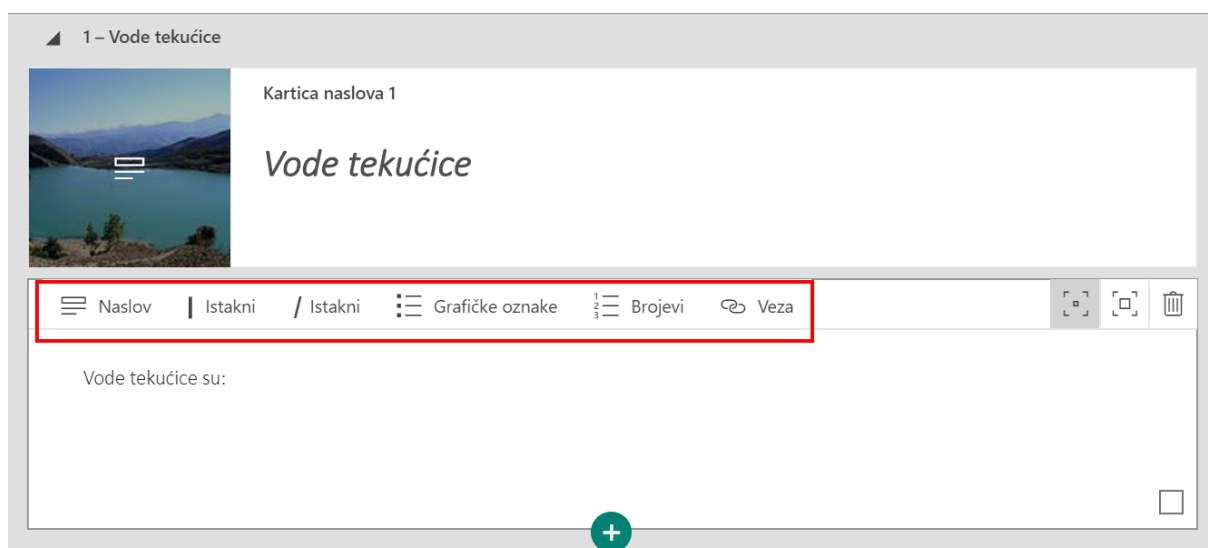 1 – Vode tekućice
Kartica naslova 1
Vode tekućice
Naslov | Istakni / Istakni Grafičke oznake Brojevi Veza
Vode tekućice su: